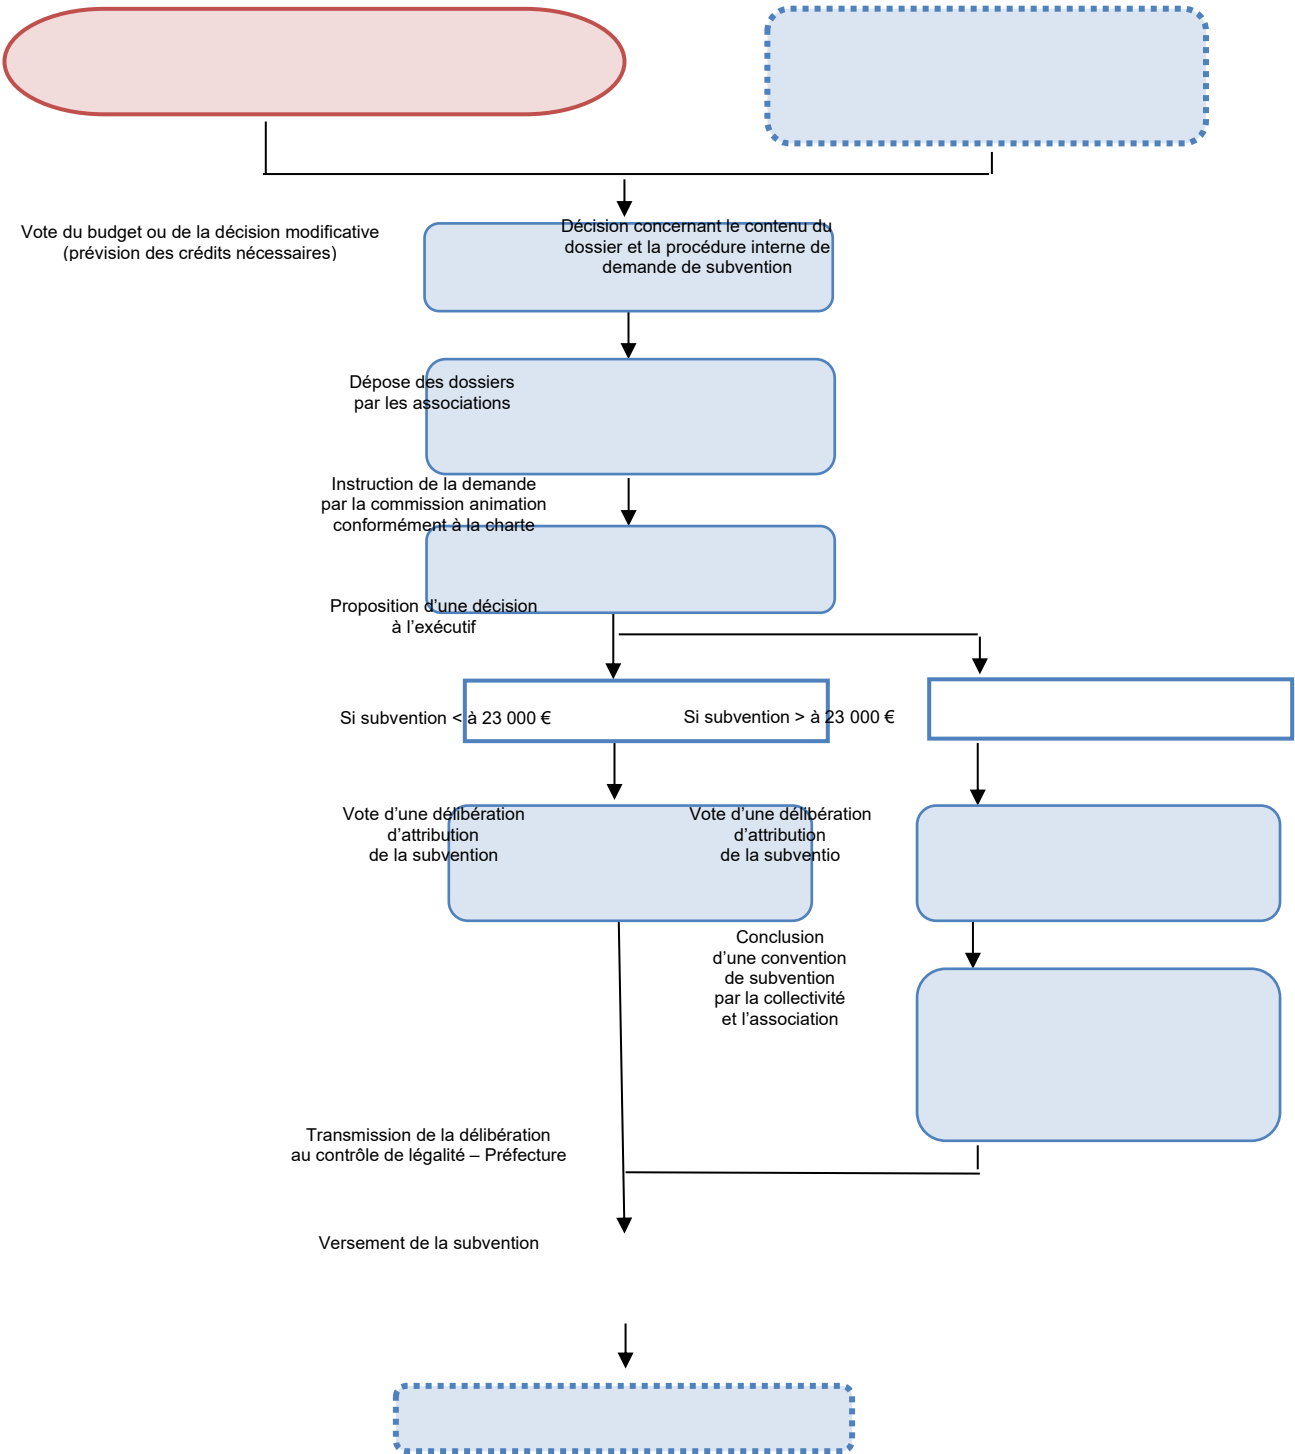 Vote du budget ou de la décision modificative
(prévision des crédits nécessaires)
Décision concernant le contenu du
dossier et la procédure interne de
demande de subvention
Dépose des dossiers
par les associations
Instruction de la demande
par la commission animation
conformément à la charte
Proposition d’une décision
à l’exécutif
Si subvention < à 23 000 €
Si subvention > à 23 000 €
Vote d’une délibération
d’attribution
de la subvention
Vote d’une délibération
d’attribution
de la subventio
Conclusion
d’une convention
de subvention
par la collectivité
et l’association
Transmission de la délibération
au contrôle de légalité – Préfecture
Versement de la subvention